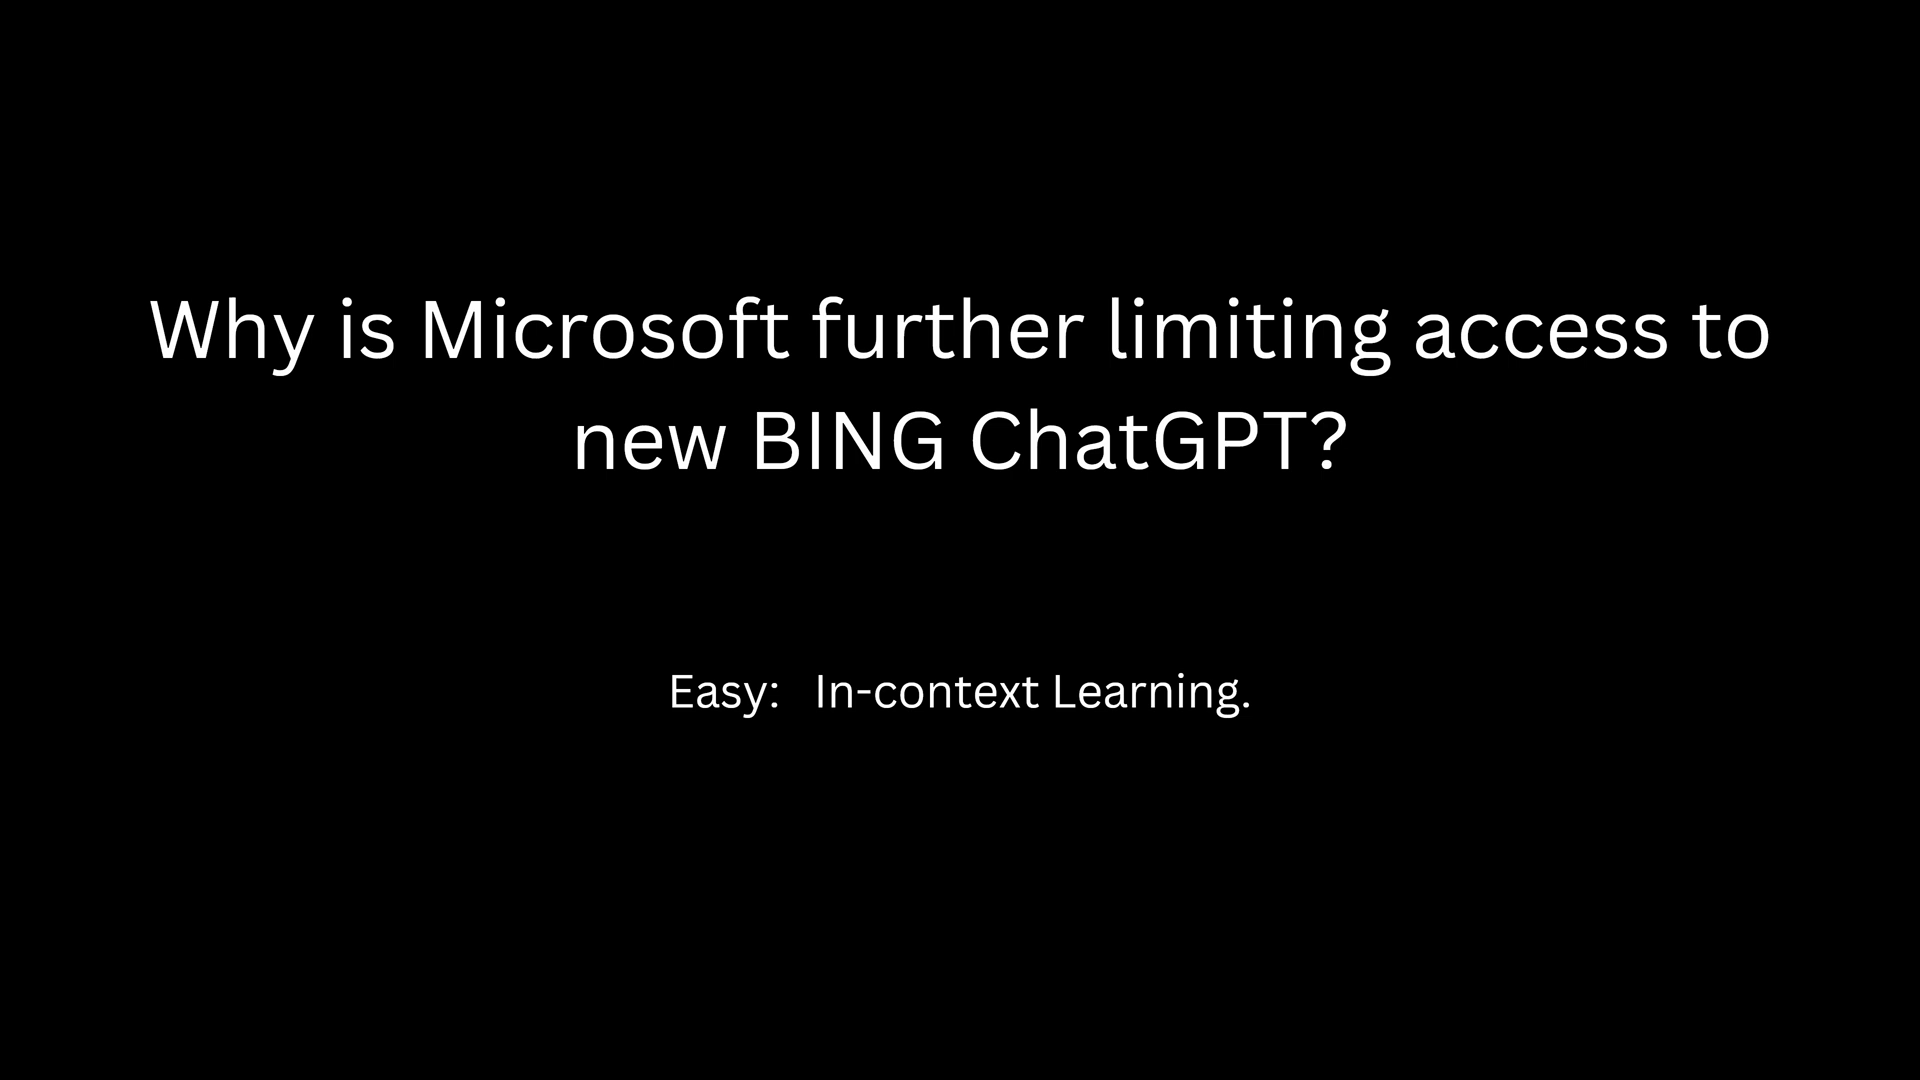 Why is Microsoft further limiting access to
new BING ChatGPT?
Easy:   In-context Learning.